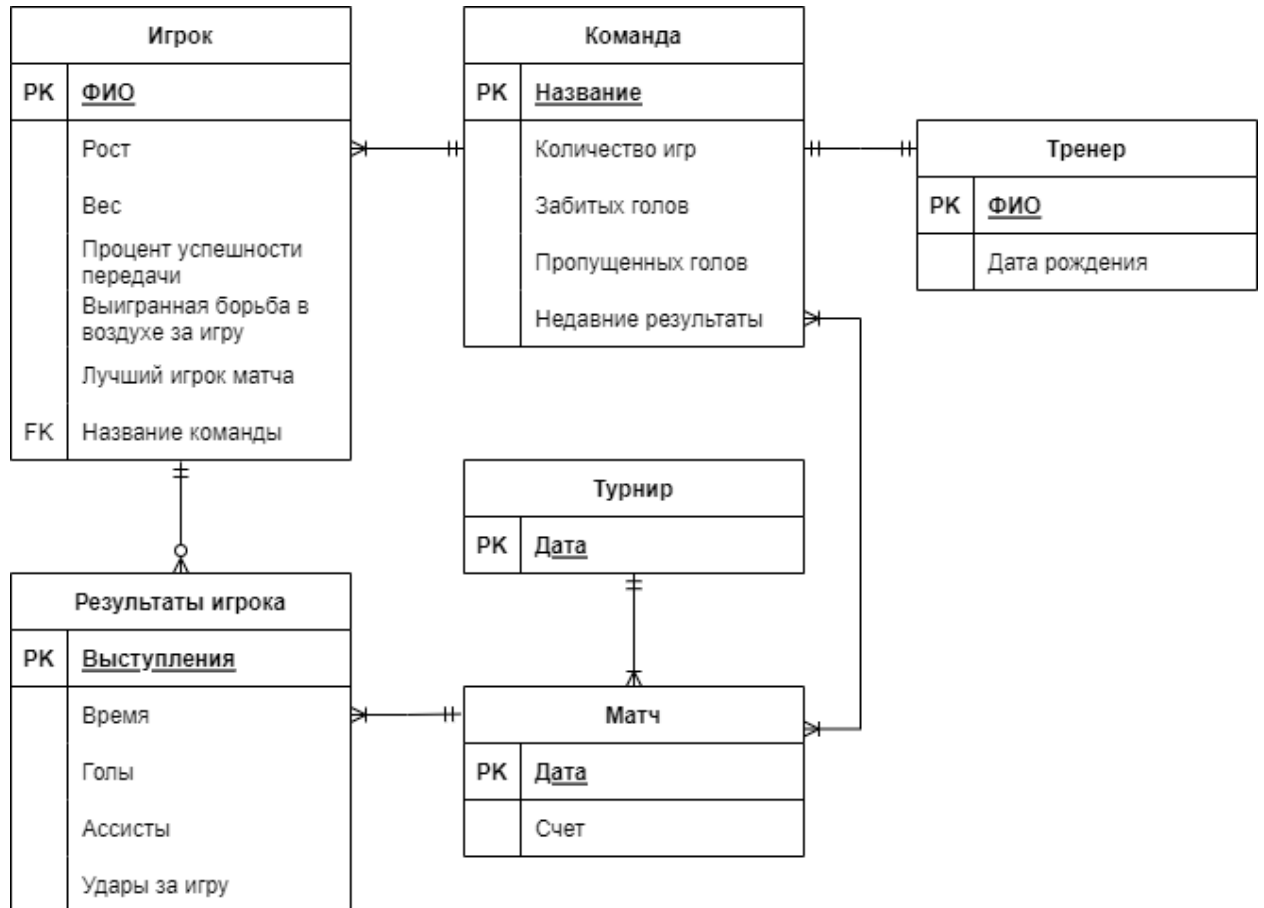 Игрок
PK ФИО
Рост
Вес
Процент успешности
передачи
Выигранная борьба в
воздухе за игру
Лучший игрок матча
FK Название команды
Команда
PK Название
Количество игр
Забитых голов
Пропущенных голов
Недавние результаты
Тренер
PK ФИО
Дата рождения
Турнир
PK Дата
Результаты игрока
PK Выступления
Время
Голы
Ассисты
Удары за игру
Матч
PK Дата
Счет